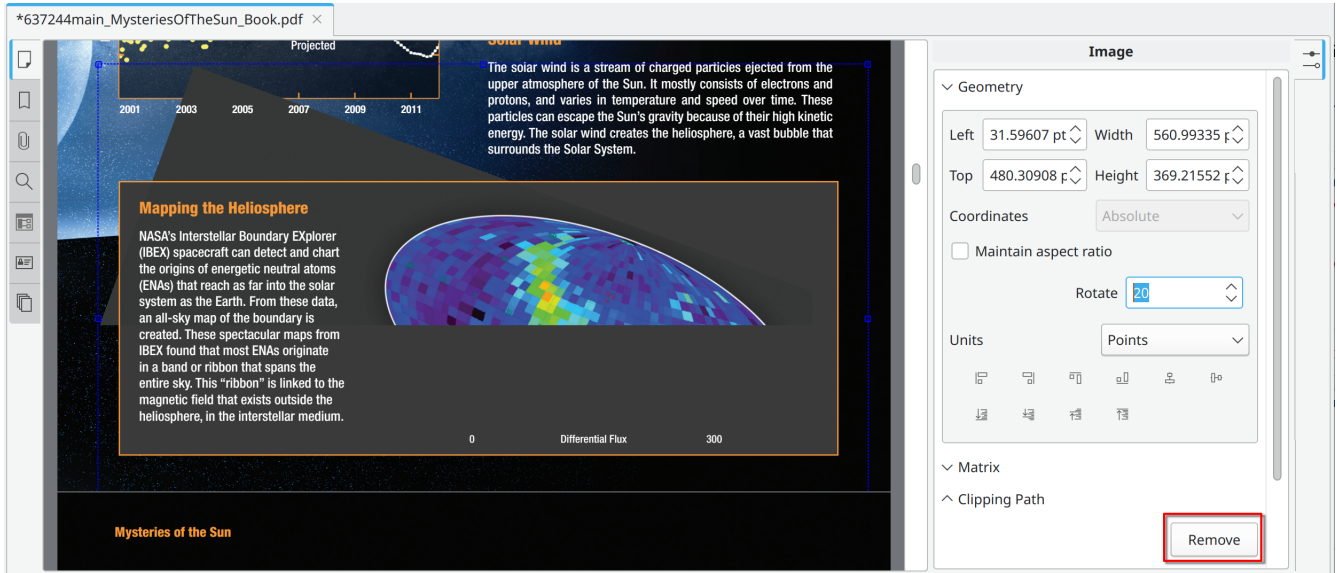 *637244main_MysteriesOfTheSun_Book.pdf
Projected
2001 2003 2005 2007 2009 2011
Solar Wind
The solar wind is a stream of charged particles ejected from the
upper atmosphere of the Sun. It mostly consists of electrons and
protons, and varies in temperature and speed over time. These
particles can escape the Sun's gravity because of their high kinetic
energy. The solar wind creates the heliosphere, a vast bubble that
surrounds the Solar System.
Mapping the Heliosphere
NASA's Interstellar Boundary EXplorer
(IBEX) spacecraft can detect and chart
the origins of energetic neutral atoms
(ENAs) that reach as far into the solar
system as the Earth. From these data,
an all-sky map of the boundary is
created. These spectacular maps from
IBEX found that most ENAs originate
in a band or ribbon that spans the
entire sky. This "ribbon" is linked to the
magnetic field that exists outside the
heliosphere, in the interstellar medium.
0 Differential Flux 300
Mysteries of the Sun
Image
Geometry
Left 31.59607 pt Width 560.99335 p
Top 480.30908 p Height 369.21552 p
Coordinates Absolute
Maintain aspect ratio
Rotate 20
Units Points
Matrix
Clipping Path
Remove